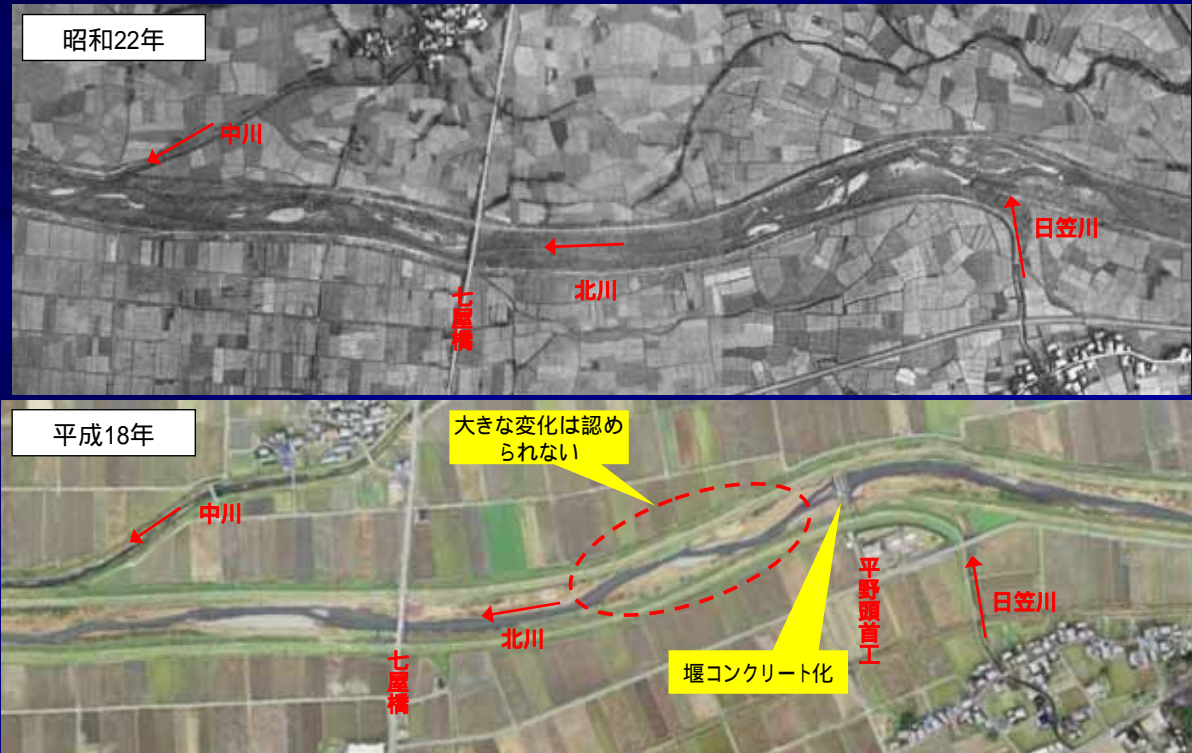 昭和22年
中川
日笠川
北川
七屋橋
平成18年
大きな変化は認め
られない
中川
平野頭首工
日笠川
北川
七屋橋
堰コンクリート化